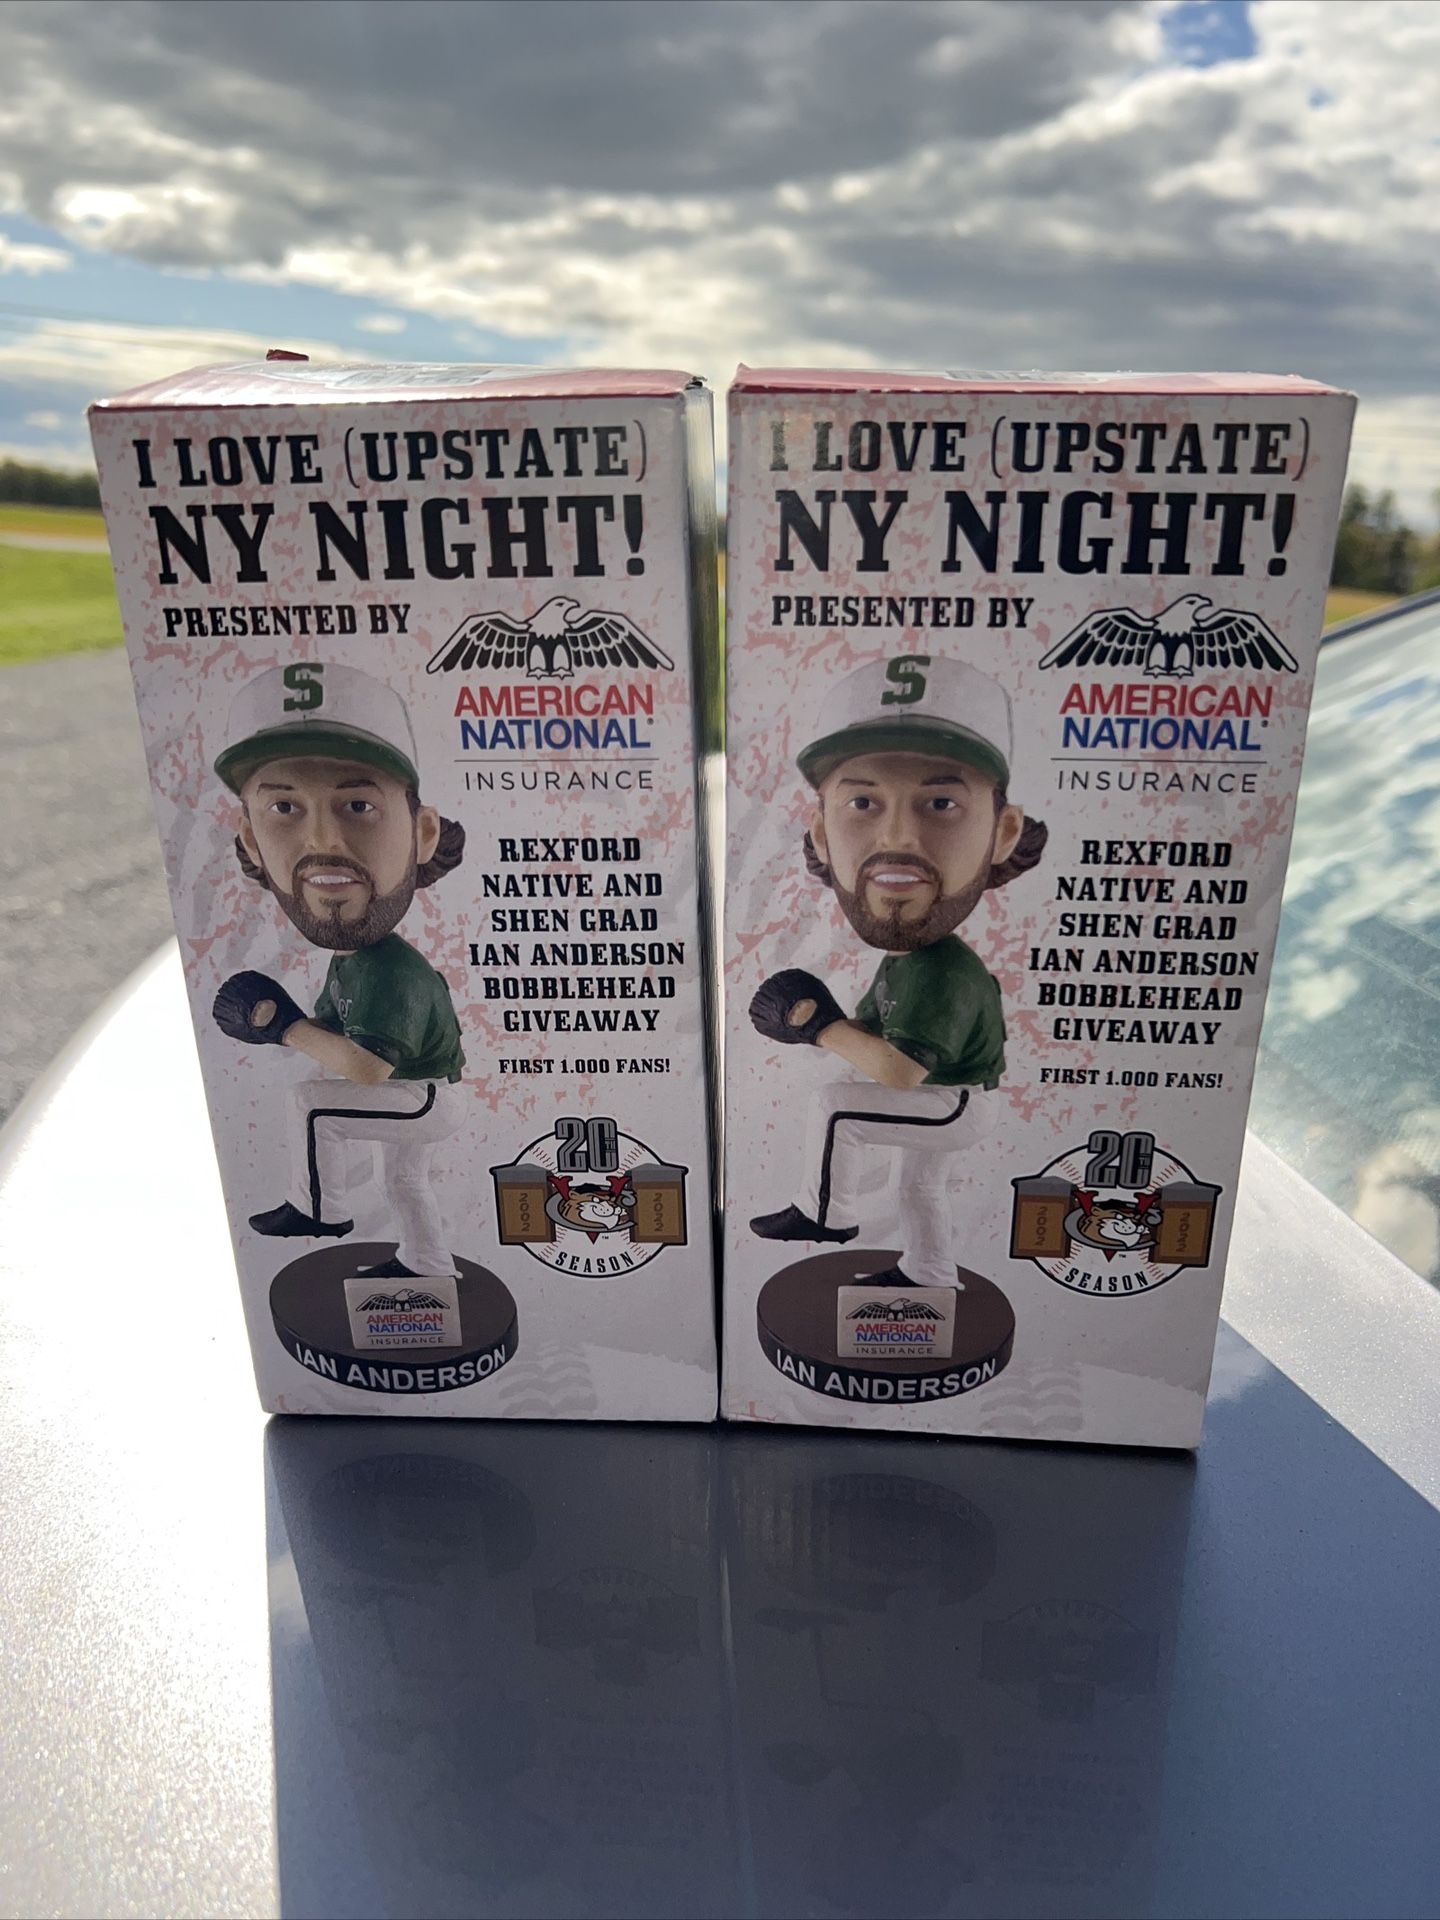 I LOVE (UPSTATE)
NY NIGHT!
PRESENTED BY
AMERICAN
NATIONAL®
INSURANCE
S
REXFORD
NATIVE AND
SHEN GRAD
IAN ANDERSON
BOBBLEHEAD
GIVEAWAY
FIRST 1.000 FANS!
20TH
2002
2022
SEASON
AMERICAN
NATIONAL
INSURANCE
IAN ANDERSON
I LOVE (UPSTATE)
NY NIGHT!
PRESENTED BY
AMERICAN
NATIONAL®
INSURANCE
S
REXFORD
NATIVE AND
SHEN GRAD
IAN ANDERSON
BOBBLEHEAD
GIVEAWAY
FIRST 1.000 FANS!
20TH
2002
2022
SEASON
AMERICAN
NATIONAL
INSURANCE
IAN ANDERSON